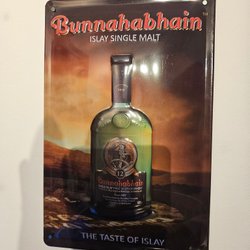 Bunnahabhain
ISLAY SINGLE MALT
12
Bunnahabhain
THE TASTE OF ISLAY